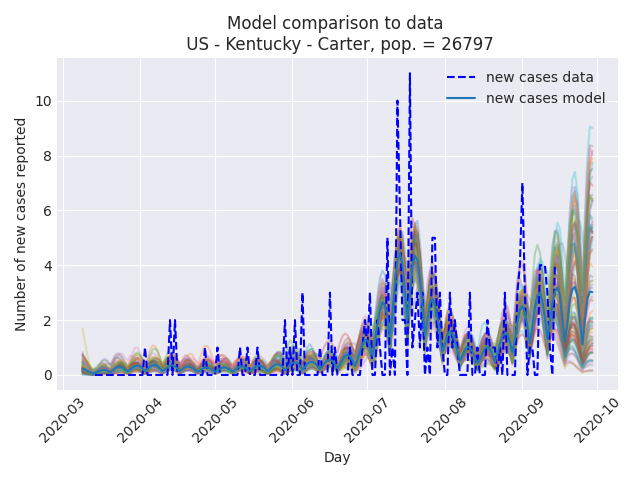 Model comparison to data
US - Kentucky - Carter, pop. = 26797
new cases data
new cases model
Number of new cases reported
10
8
6
4
2
0
2020-03
2020-04
2020-05
2020-06
2020-07
2020-08
2020-09
2020-10
Day